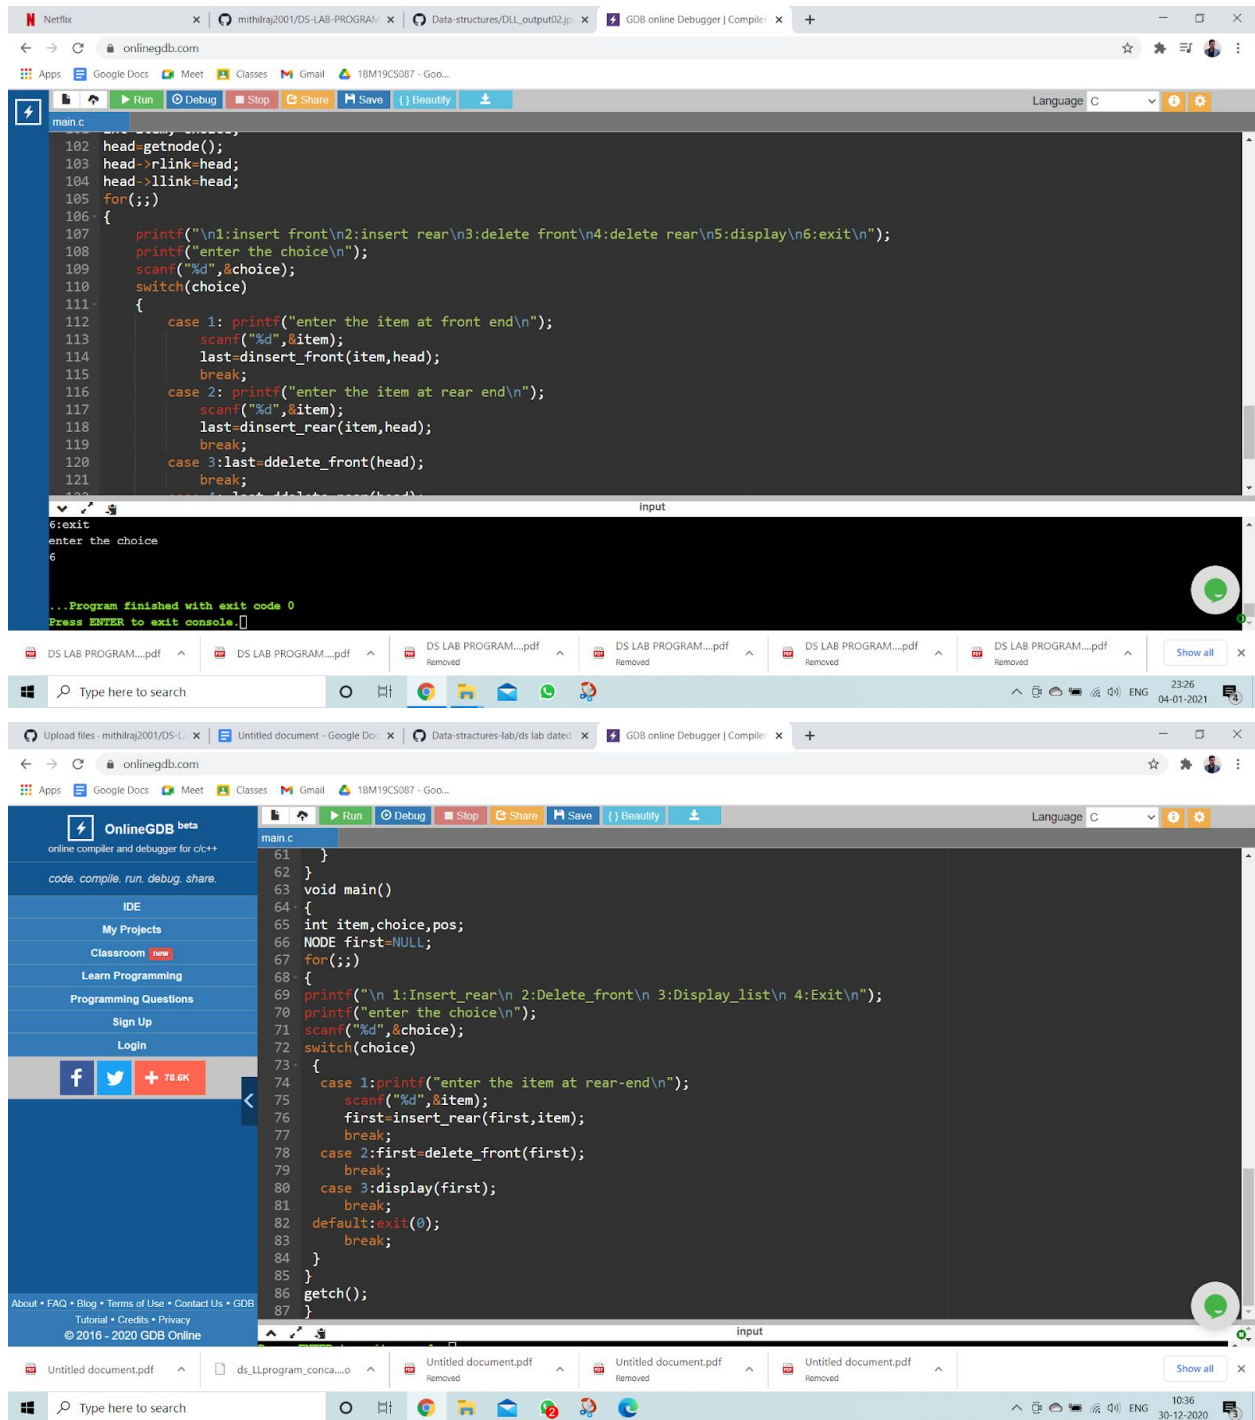 Netflix
mithilraj2001/DS-LAB-PROGRAM
Data-structures/DLL_output02.jp
GDB online Debugger | Compiler
onlinegdb.com
Apps Google Docs Meet Classes Gmail 1BM19CS087 - Goo...
Run Debug Stop Share Save { } Beautify Language C
main.c
102 head=getnode();
103 head->rlink=head;
104 head->llink=head;
105 for(;;)
106 {
107 printf("\n1:insert front\n2:insert rear\n3:delete front\n4:delete rear\n5:display\n6:exit\n");
108 printf("enter the choice\n");
109 scanf("%d",&choice);
110 switch(choice)
111 {
112 case 1: printf("enter the item at front end\n");
113 scanf("%d",&item);
114 last=dinsert_front(item,head);
115 break;
116 case 2: printf("enter the item at rear end\n");
117 scanf("%d",&item);
118 last=dinsert_rear(item,head);
119 break;
120 case 3:last=ddelete_front(head);
121 break;
input
6:exit
enter the choice
6
...Program finished with exit code 0
Press ENTER to exit console.
DS LAB PROGRAM....pdf DS LAB PROGRAM....pdf DS LAB PROGRAM....pdf DS LAB PROGRAM....pdf DS LAB PROGRAM....pdf DS LAB PROGRAM....pdf Show all
Removed Removed Removed Removed
Type here to search ENG 23:26
04-01-2021 4
Upload files - mithilraj2001/DS-L
Untitled document - Google Doc
Data-stractures-lab/ds lab dated
GDB online Debugger | Compiler
onlinegdb.com
Apps Google Docs Meet Classes Gmail 1BM19CS087 - Goo...
Run Debug Stop Share Save { } Beautify Language C
OnlineGDB beta
online compiler and debugger for c/c++
code. compile. run. debug. share.
IDE
My Projects
Classroom new
Learn Programming
Programming Questions
Sign Up
Login
f + 78.6K
About • FAQ • Blog • Terms of Use • Contact Us • GDB
Tutorial • Credits • Privacy
© 2016 - 2020 GDB Online
main.c
61 }
62 }
63 void main()
64 {
65 int item,choice,pos;
66 NODE first=NULL;
67 for(;;)
68 {
69 printf("\n 1:Insert_rear\n 2:Delete_front\n 3:Display_list\n 4:Exit\n");
70 printf("enter the choice\n");
71 scanf("%d",&choice);
72 switch(choice)
73 {
74 case 1:printf("enter the item at rear-end\n");
75 scanf("%d",&item);
76 first=insert_rear(first,item);
77 break;
78 case 2:first=delete_front(first);
79 break;
80 case 3:display(first);
81 break;
82 default:exit(0);
83 break;
84 }
85 }
86 getch();
87 }
input
Untitled document.pdf ds_LLprogram_conca....o Untitled document.pdf Untitled document.pdf Untitled document.pdf Show all
Removed Removed Removed
Type here to search 2 ENG 10:36
30-12-2020 3